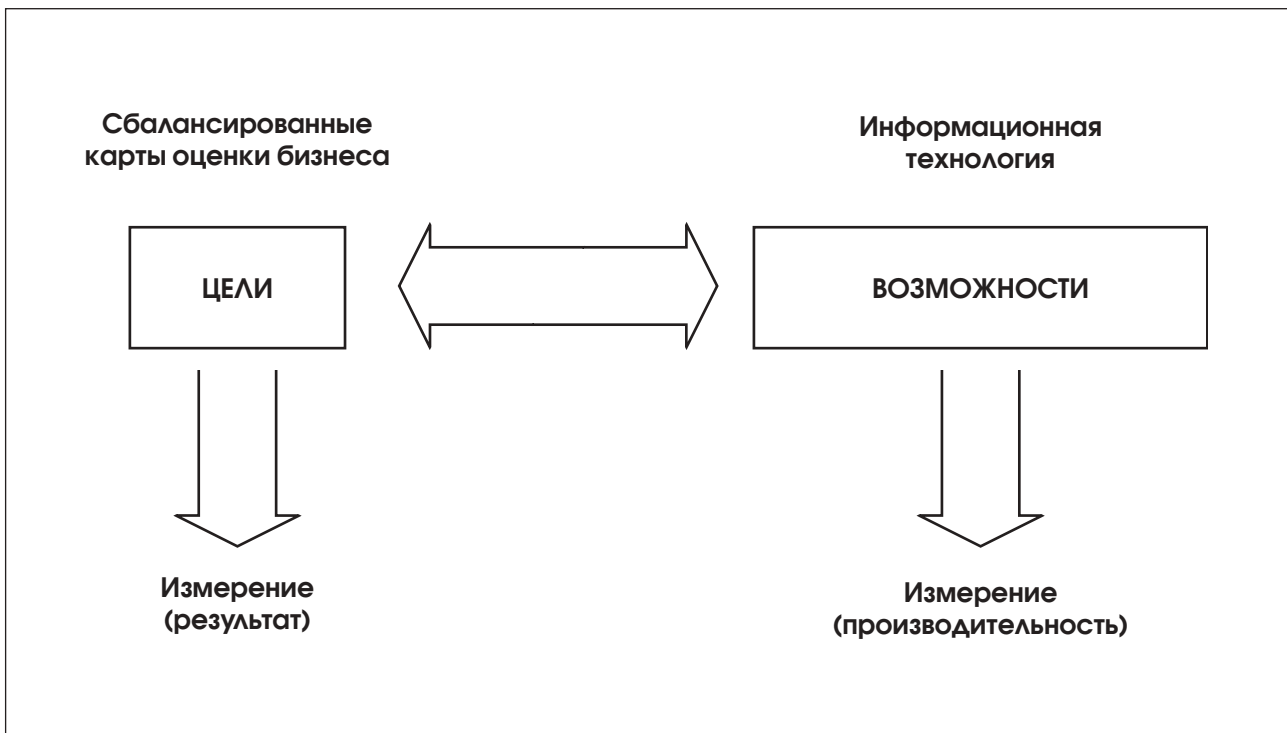 Сбалансированные
карты оценки бизнеса
Информационная
технология
ЦЕЛИ
ВОЗМОЖНОСТИ
Измерение
(результат)
Измерение
(производительность)